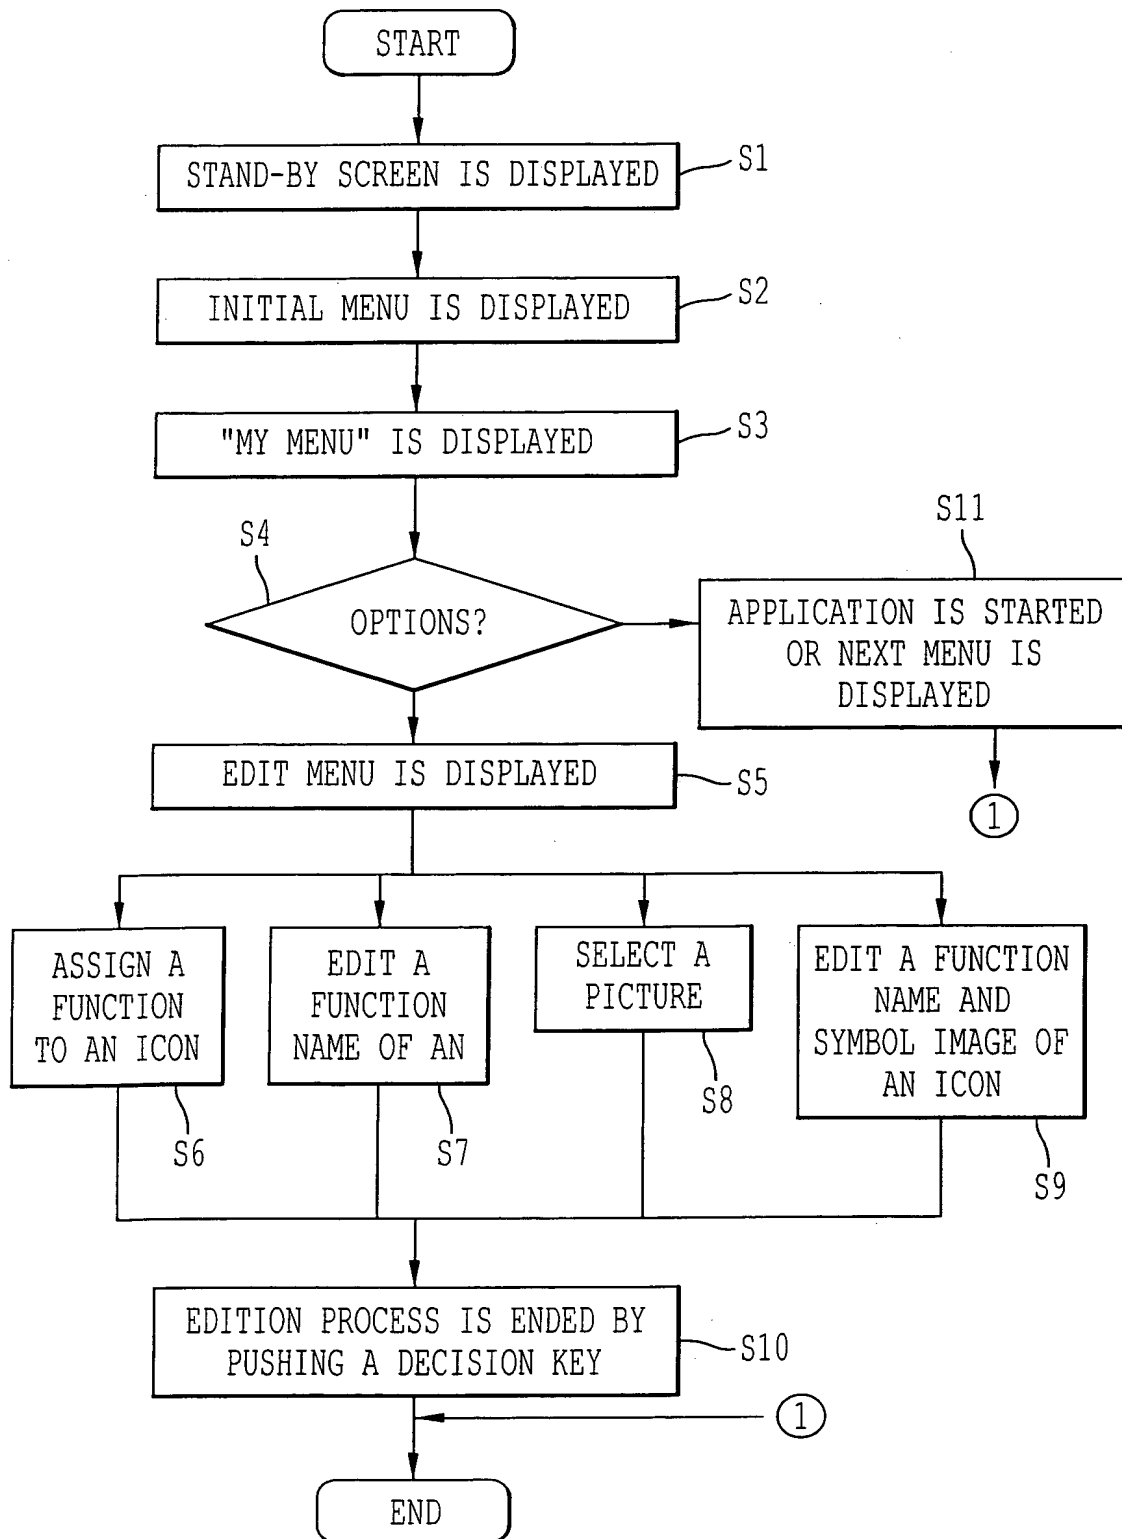 START
STAND-BY SCREEN IS DISPLAYED
S1
INITIAL MENU IS DISPLAYED
S2
"MY MENU" IS DISPLAYED
S3
S4
OPTIONS?
S11
APPLICATION IS STARTED
OR NEXT MENU IS
DISPLAYED
1
EDIT MENU IS DISPLAYED
S5
ASSIGN A
FUNCTION
TO AN ICON
S6
EDIT A
FUNCTION
NAME OF AN
S7
SELECT A
PICTURE
S8
EDIT A FUNCTION
NAME AND
SYMBOL IMAGE OF
AN ICON
S9
EDITION PROCESS IS ENDED BY
PUSHING A DECISION KEY
S10
1
END